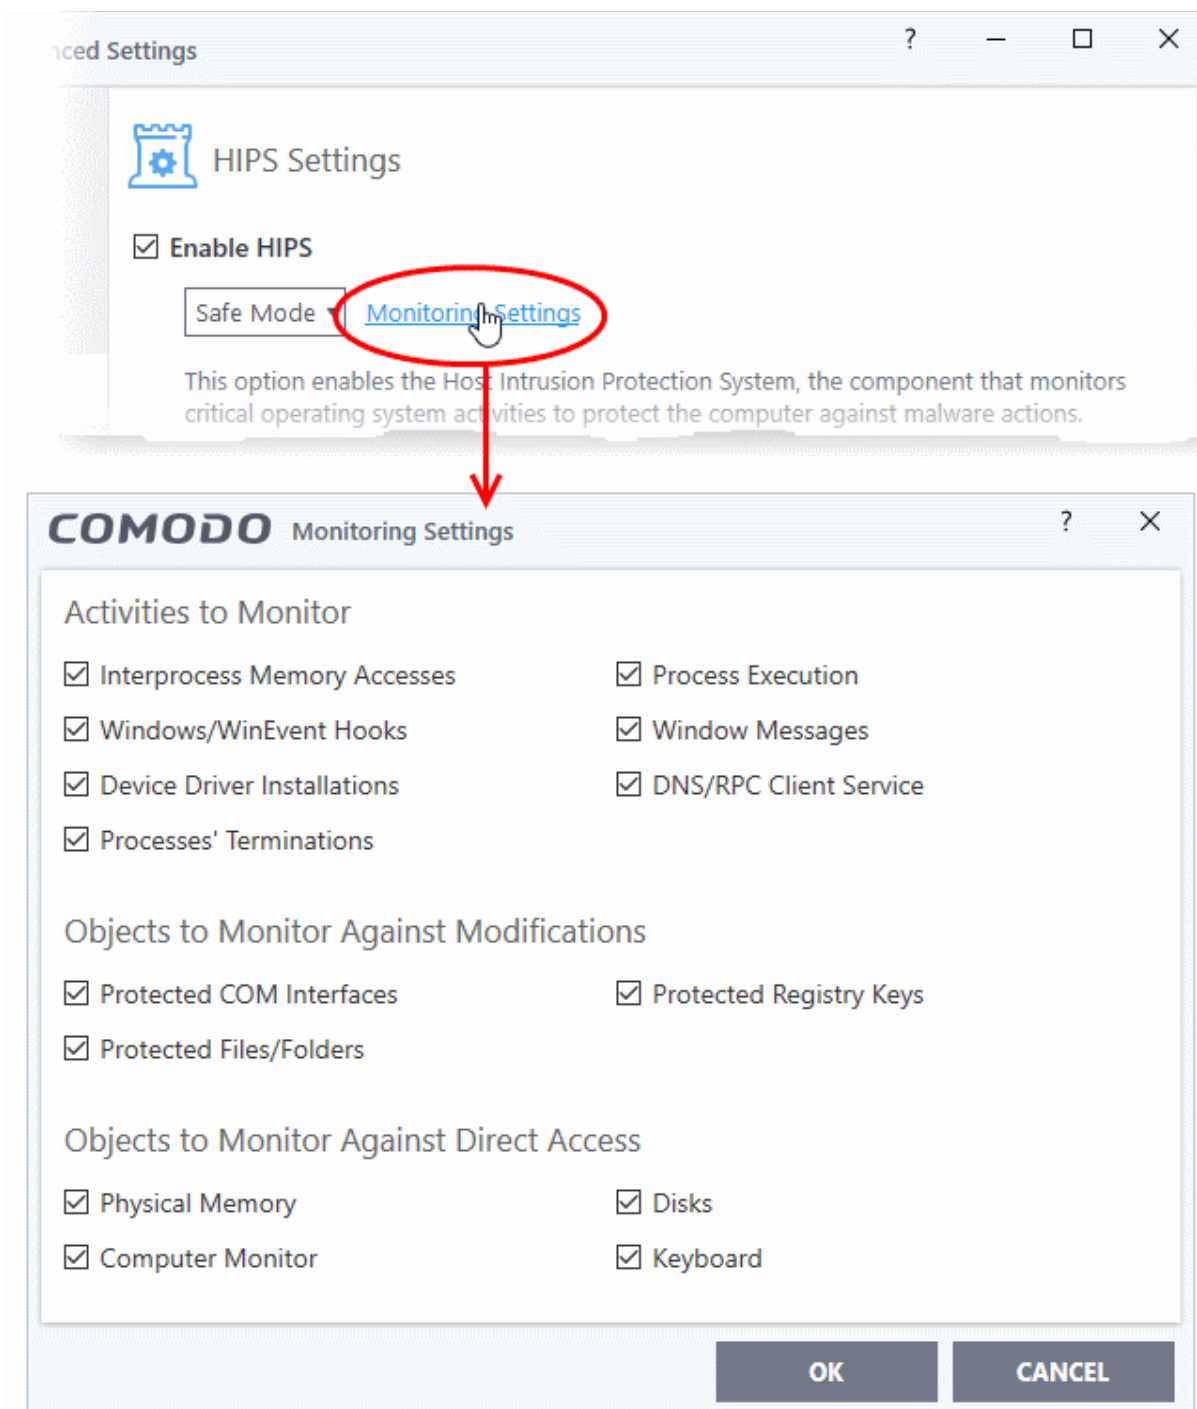 nced Settings
?
HIPS Settings
Enable HIPS
Safe Mode Monitoring Settings
This option enables the Host Intrusion Protection System, the component that monitors
critical operating system activities to protect the computer against malware actions.
COMODO Monitoring Settings ?
Activities to Monitor
Interprocess Memory Accesses Process Execution
Windows/WinEvent Hooks Window Messages
Device Driver Installations DNS/RPC Client Service
Processes' Terminations
Objects to Monitor Against Modifications
Protected COM Interfaces Protected Registry Keys
Protected Files/Folders
Objects to Monitor Against Direct Access
Physical Memory Disks
Computer Monitor Keyboard
OK CANCEL